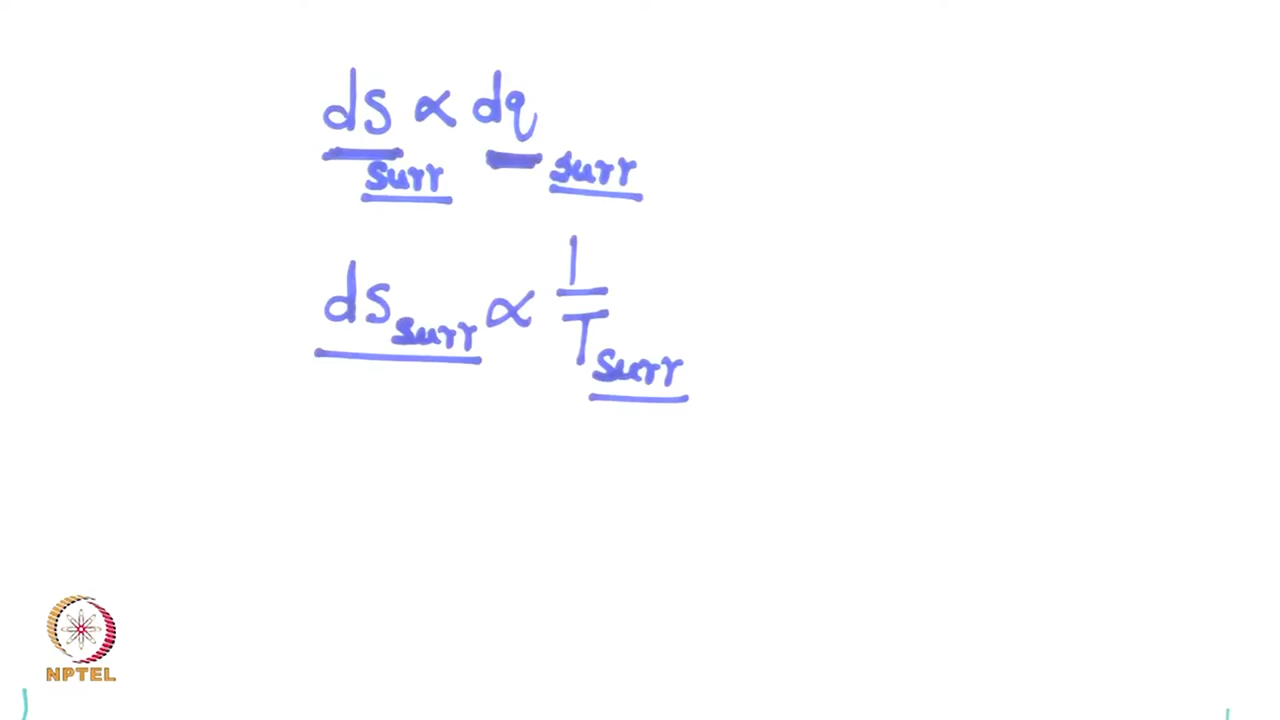 dS surr ∝ dq surr
dS surr ∝ 1/T surr
NPTEL